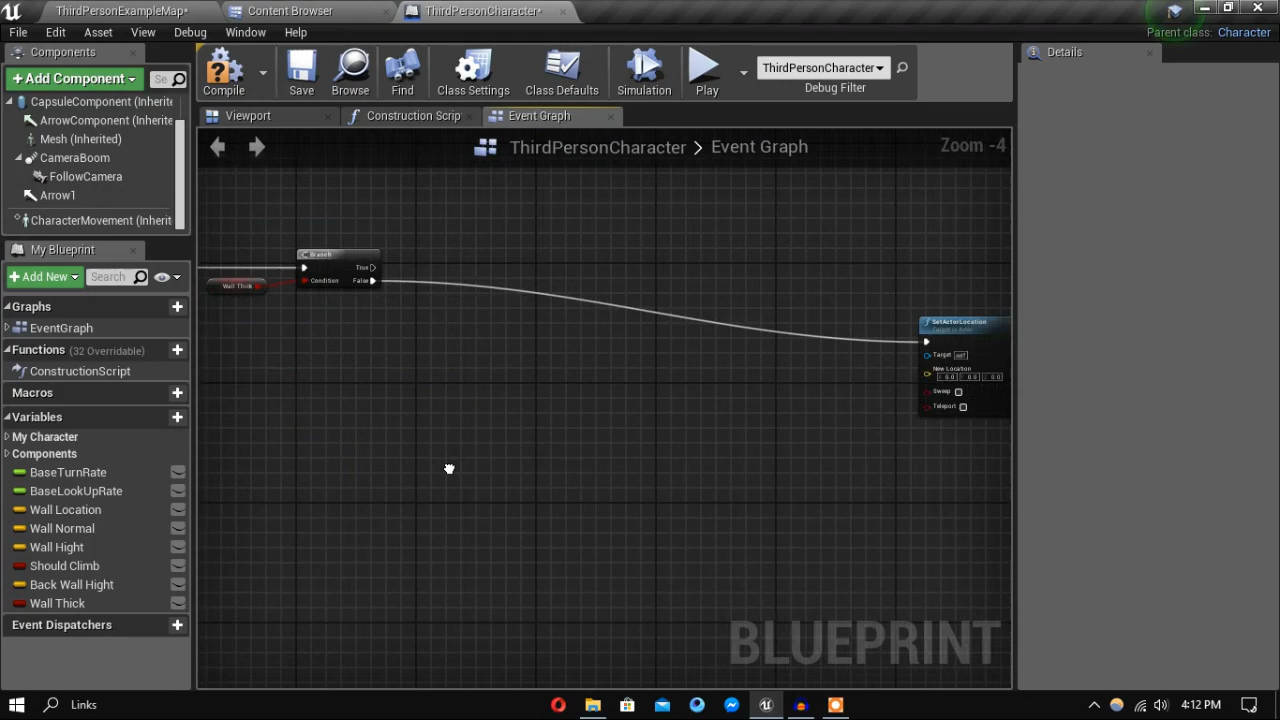 ThirdPersonExampleMap*
Content Browser
ThirdPersonCharacter*
File Edit Asset View Debug Window Help
Parent class: Character
Components
+Add Component
Se
CapsuleComponent (Inherit
ArrowComponent (Inherite
Mesh (Inherited)
CameraBoom
FollowCamera
Arrow1
CharacterMovement (Inherit
My Blueprint
+Add New
Search
Graphs
EventGraph
Functions (32 Overridable)
ConstructionScript
Macros
Variables
My Character
Components
BaseTurnRate
BaseLookUpRate
Wall Location
Wall Normal
Wall Hight
Should Climb
Back Wall Hight
Wall Thick
Event Dispatchers
Compile
Save
Browse
Find
Class Settings
Class Defaults
Simulation
Play
ThirdPersonCharacter
Debug Filter
Viewport
Construction Scrip
Event Graph
ThirdPersonCharacter > Event Graph
Zoom -4
Branch
True
Condition False
Wall Thick
SetActorLocation
Target is Actor
Target self
New Location
0.0 0.0 0.0
Sweep
Teleport
BLUEPRINT
Details
Links
4:12 PM